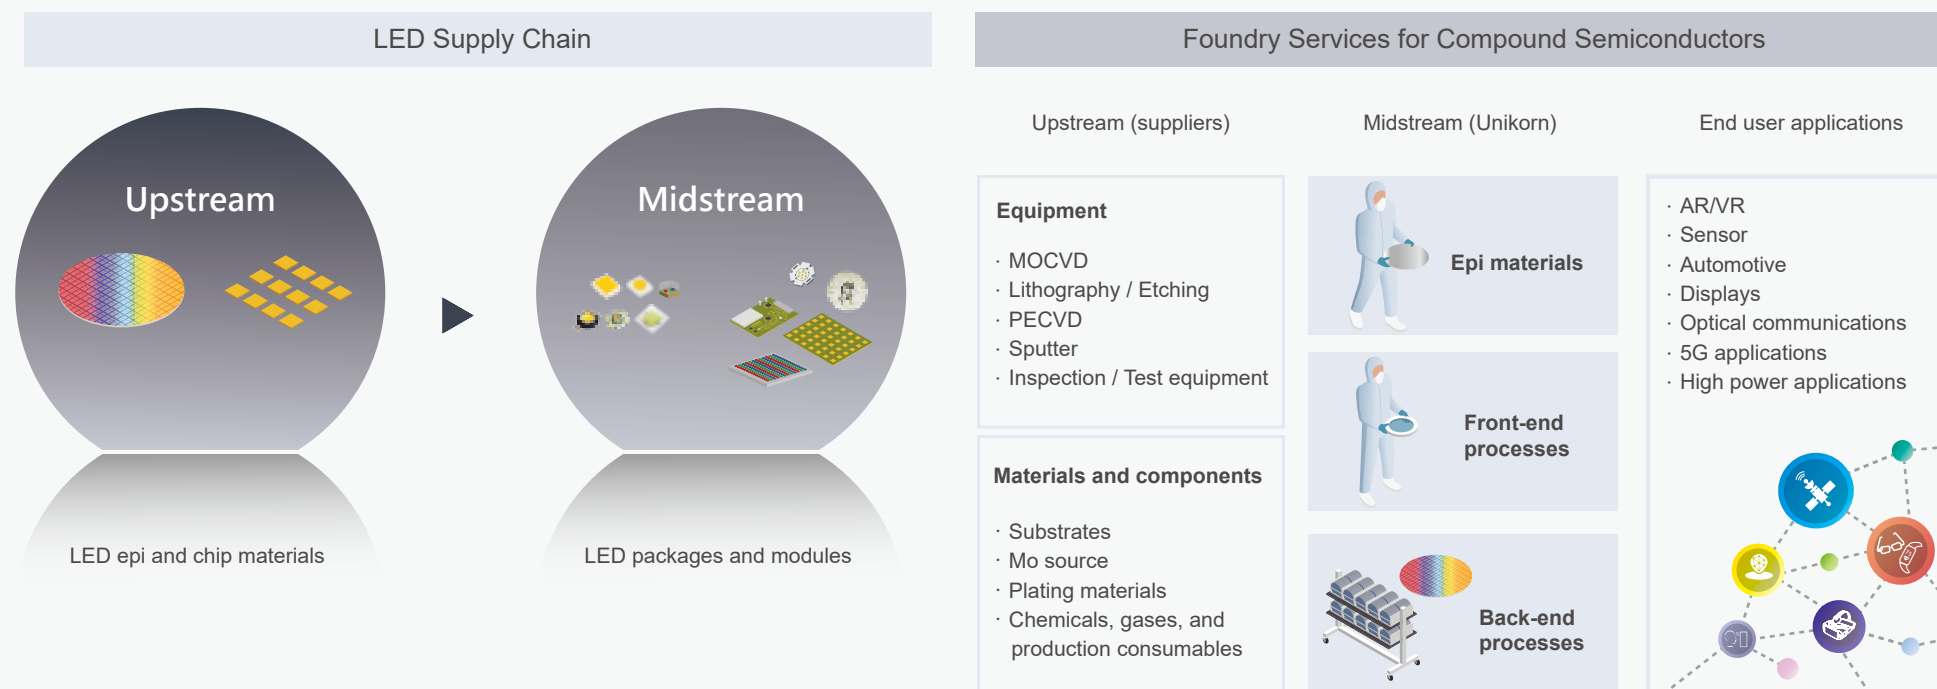 LED Supply Chain
Upstream
Midstream
LED epi and chip materials
LED packages and modules
Foundry Services for Compound Semiconductors
Upstream (suppliers)
Midstream (Unikorn)
End user applications
Equipment
· MOCVD
· Lithography / Etching
· PECVD
· Sputter
· Inspection / Test equipment
Materials and components
· Substrates
· Mo source
· Plating materials
· Chemicals, gases, and
production consumables
Epi materials
Front-end
processes
Back-end
processes
· AR/VR
· Sensor
· Automotive
· Displays
· Optical communications
· 5G applications
· High power applications